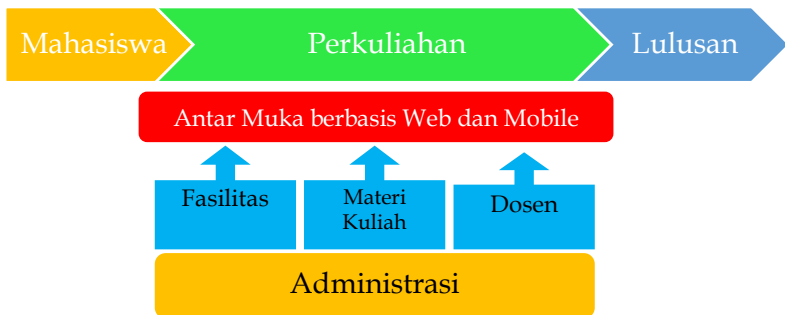 Mahasiswa
Perkuliahan
Lulusan
Antar Muka berbasis Web dan Mobile
Fasilitas
Materi
Kuliah
Dosen
Administrasi